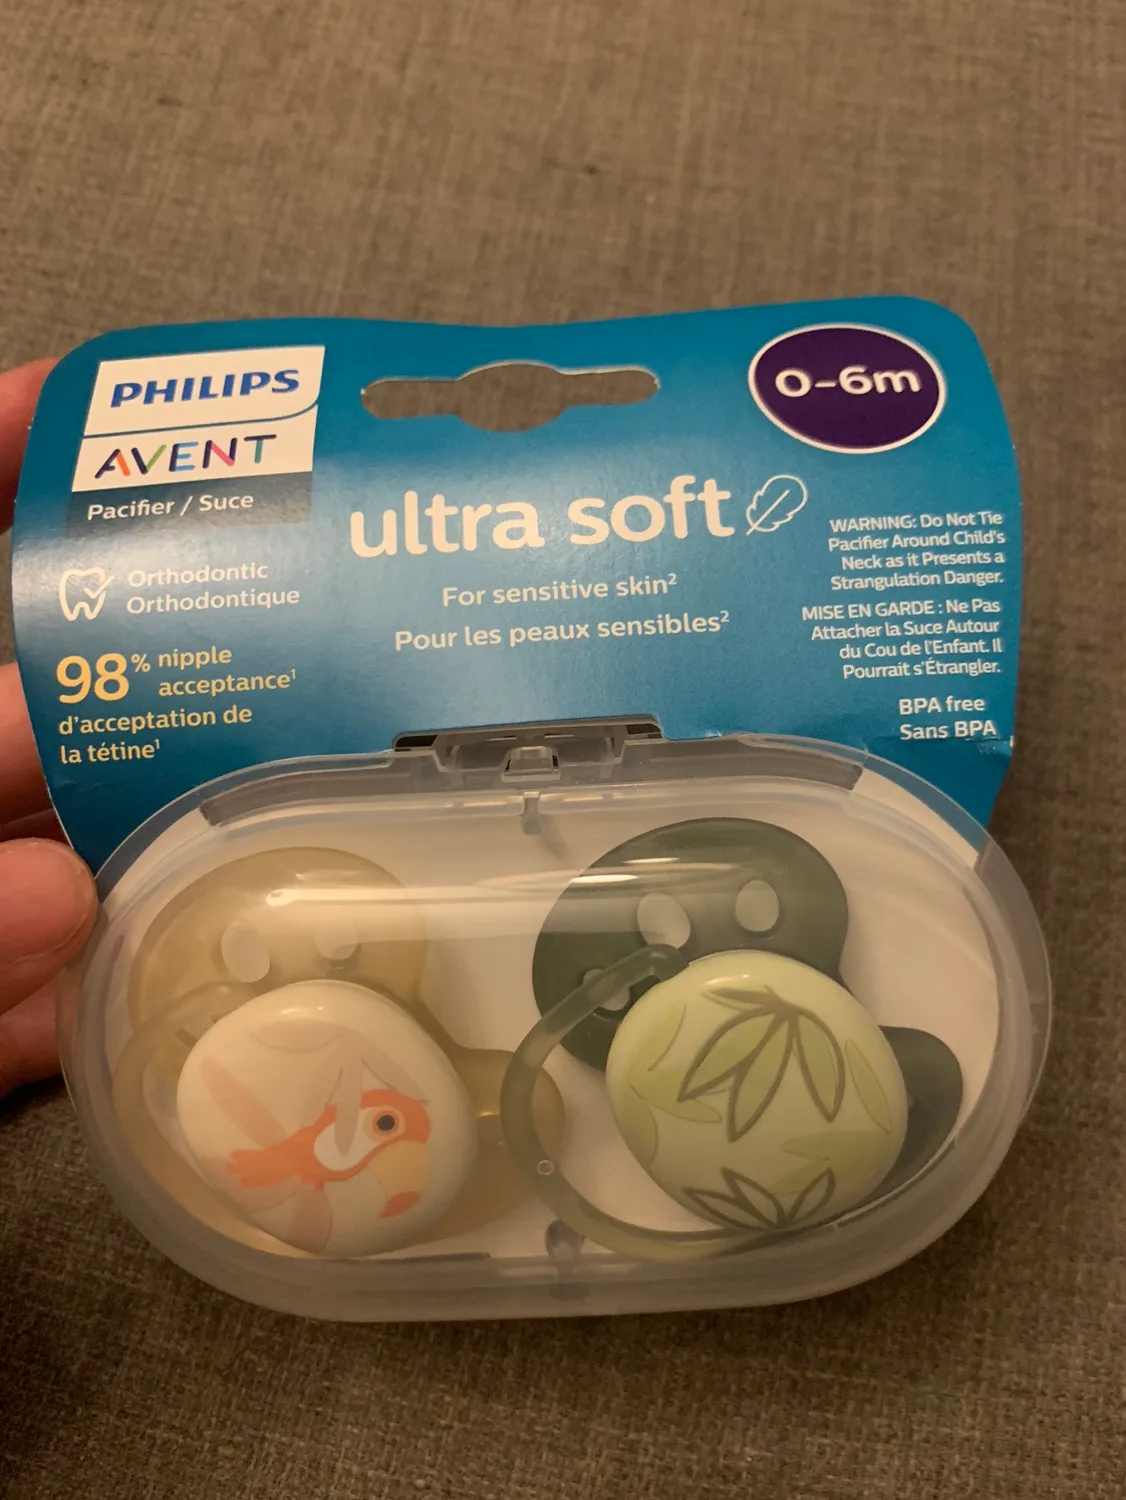 PHILIPS
AVENT
Pacifier / Suce
Orthodontic
Orthodontique
98% nipple
acceptance¹
d'acceptation de
la tétine¹
ultra soft
For sensitive skin²
Pour les peaux sensibles²
0-6m
WARNING: Do Not Tie
Pacifier Around Child's
Neck as it Presents a
Strangulation Danger.
MISE EN GARDE : Ne Pas
Attacher la Suce Autour
du Cou de l'Enfant. Il
Pourrait s'Étrangler.
BPA free
Sans BPA